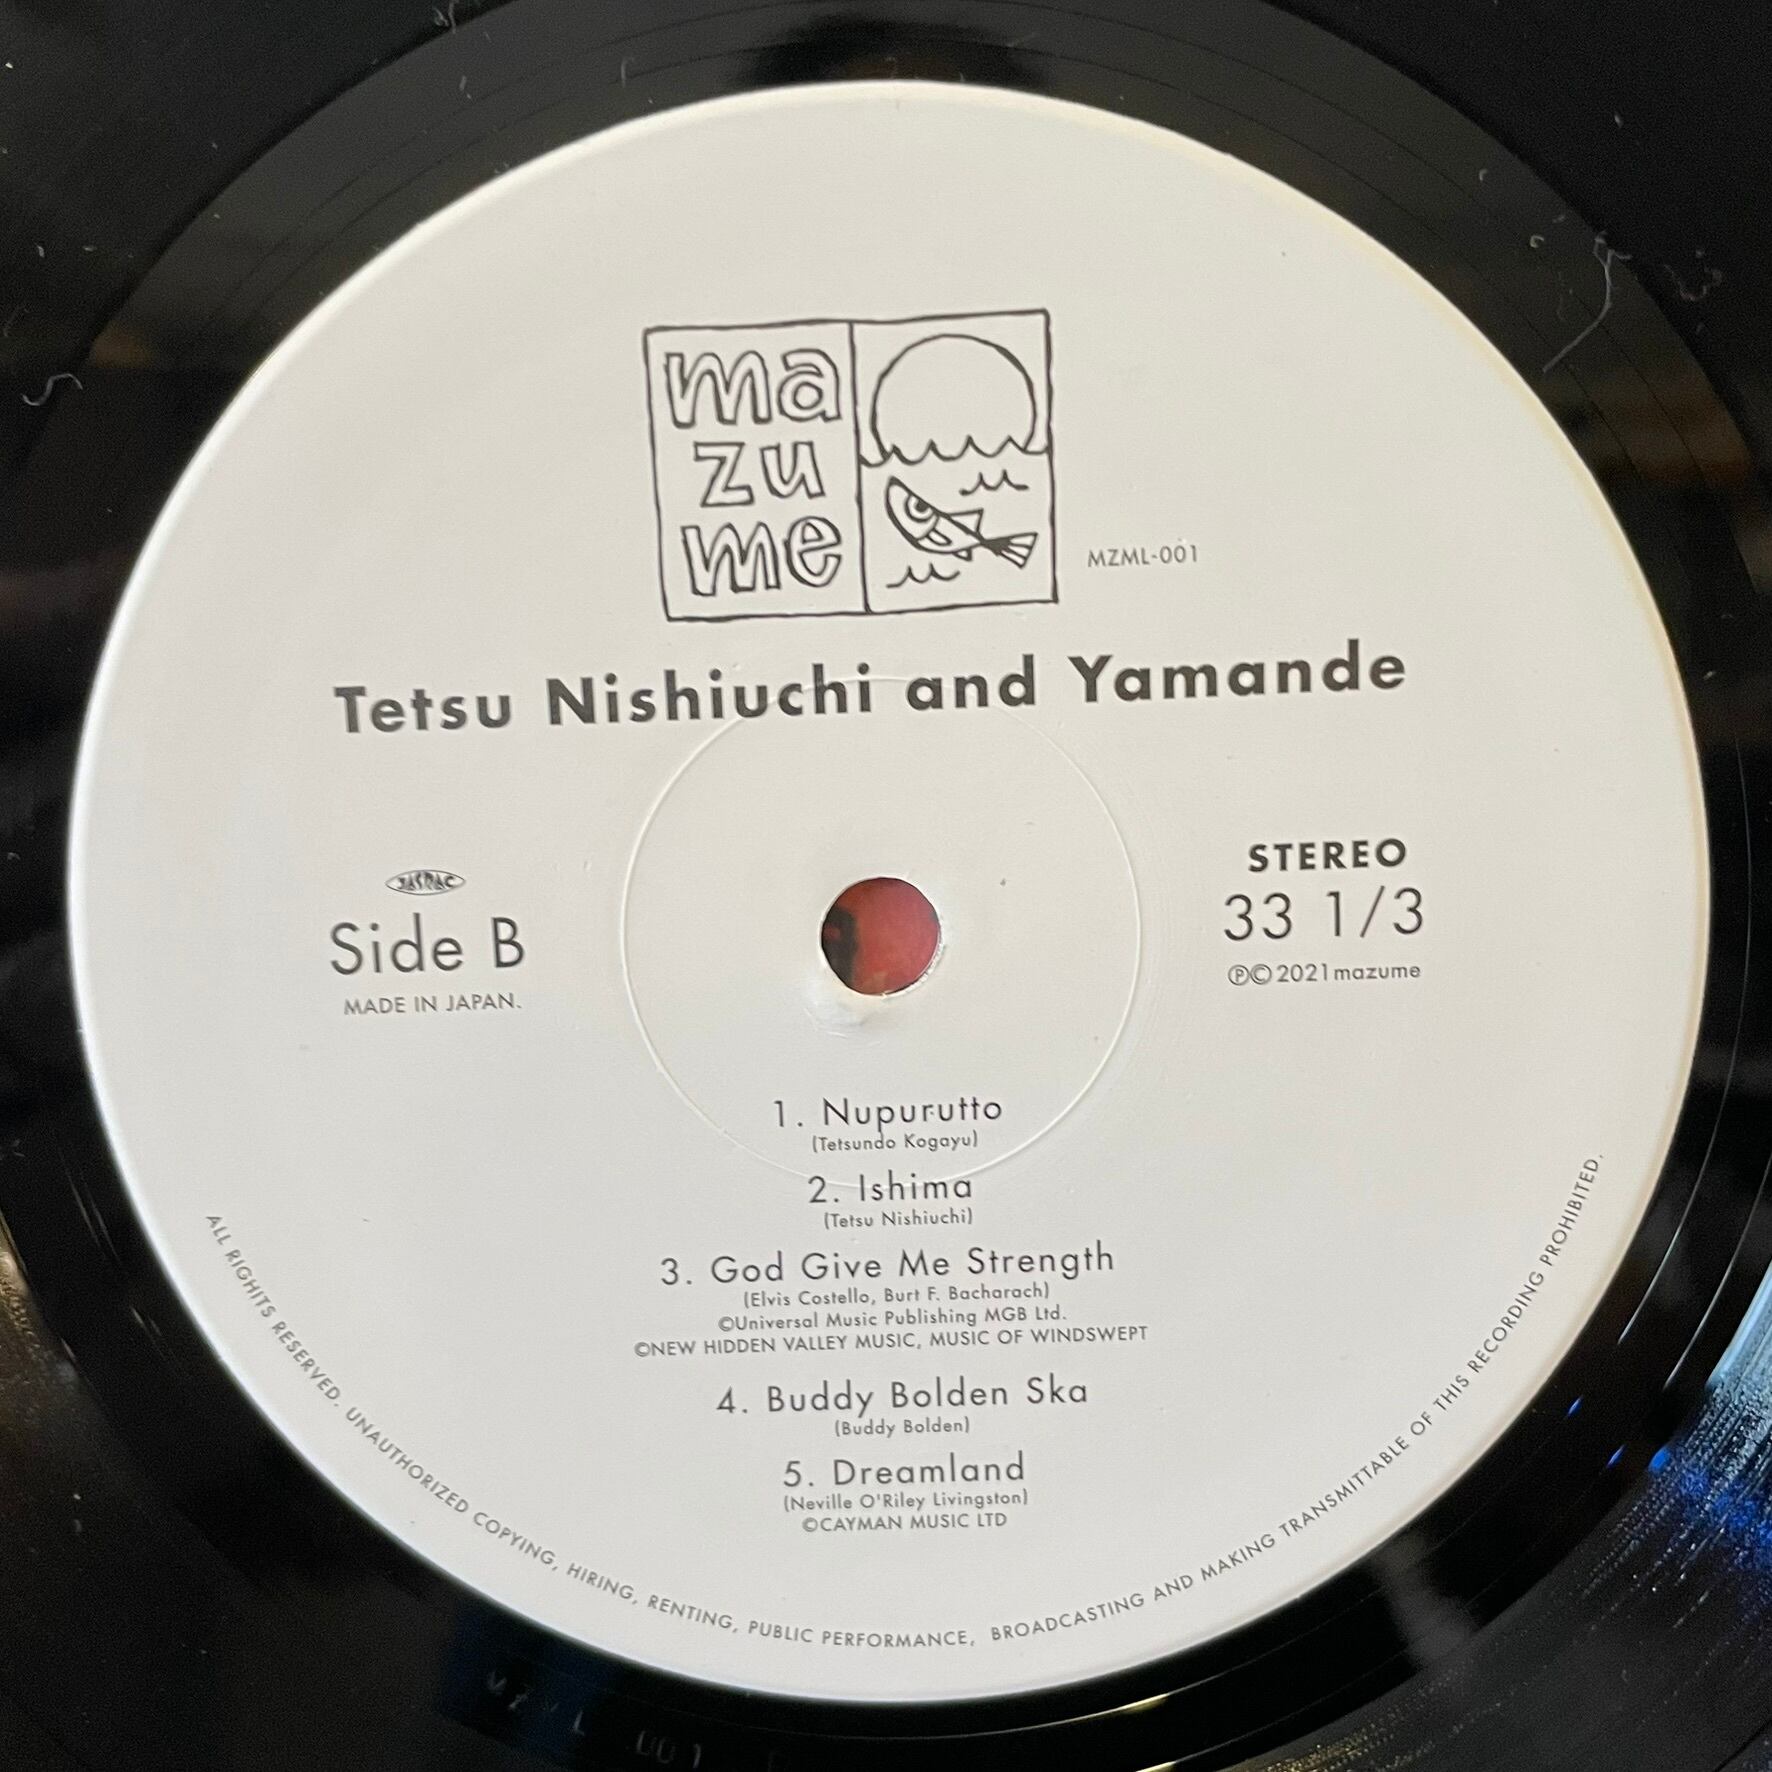 ma
zu
me
MZML-001
Tetsu Nishiuchi and Yamande
JASRAC
Side B
MADE IN JAPAN.
STEREO
33 1/3
ⓅⒸ2021mazume
1. Nupurutto
(Tetsundo Kogayu)
2. Ishima
(Tetsu Nishiuchi)
3. God Give Me Strength
(Elvis Costello, Burt F. Bacharach)
©Universal Music Publishing MGB Ltd.
©NEW HIDDEN VALLEY MUSIC, MUSIC OF WINDSWEPT
4. Buddy Bolden Ska
(Buddy Bolden)
5. Dreamland
(Neville O'Riley Livingston)
©CAYMAN MUSIC LTD
ALL RIGHITS RESERVED. UNAUTHORIZED COPYING, HIRING, RENTING, PUBLIC PERFORMANCE, BROADCASTING AND MAKING TRANSMITTABLE OF THIS RECORDING PROHIBITED.